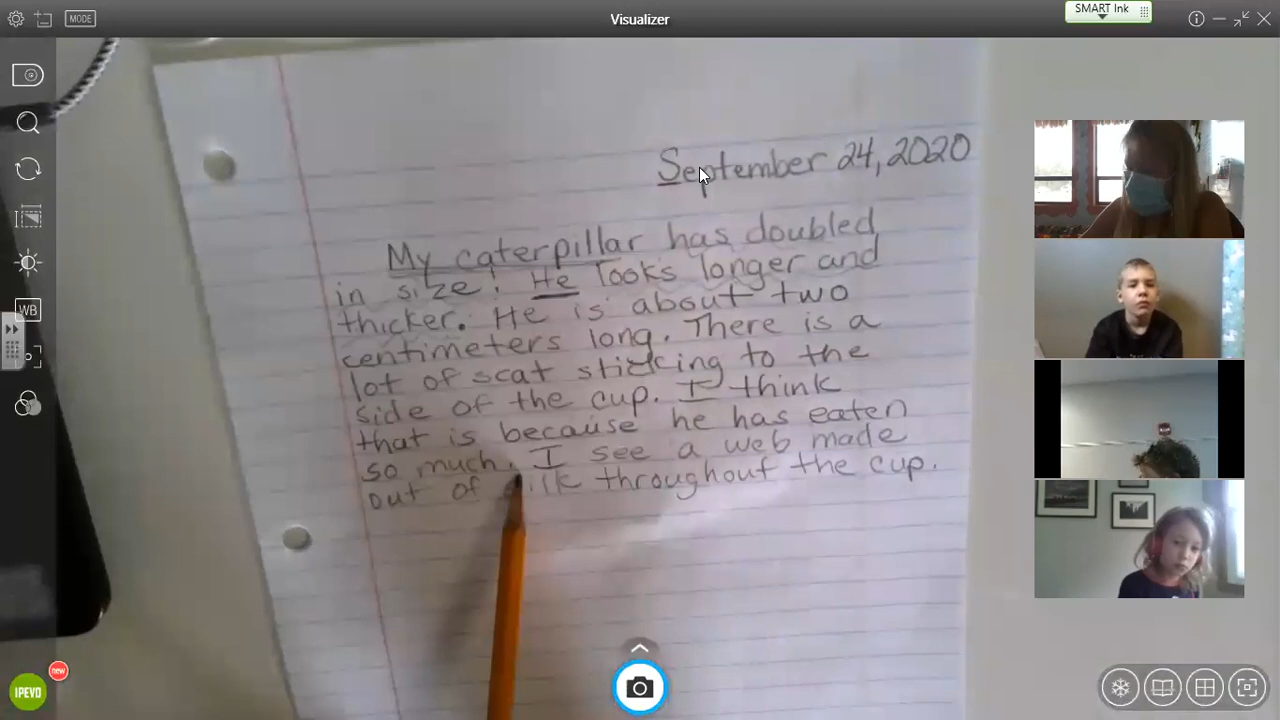 Visualizer
SMART Ink
MODE
WB
September 24, 2020
My caterpillar has doubled
in size! He looks longer and
thicker. He is about two
centimeters long. There is a
lot of scat sticking to the
side of the cup. I think
that is because he has eaten
so much. I see a web made
out of silk throughout the cup.
new
IPEVO